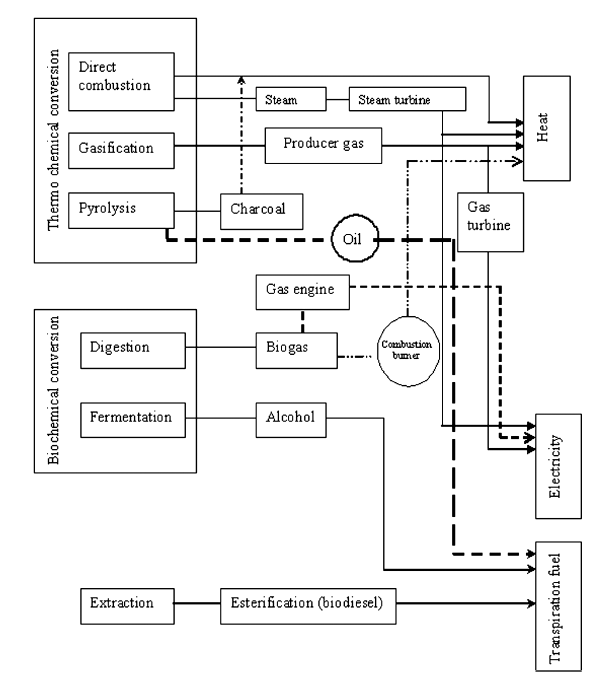 Thermo chemical conversion
Direct
combustion
Steam
Steam turbine
Heat
Gasification
Producer gas
Pyrolysis
Charcoal
Gas
turbine
Oil
Gas engine
Biochemical conversion
Digestion
Biogas
Combustion
burner
Fermentation
Alcohol
Electricity
Transpiration fuel
Extraction
Esterification (biodiesel)